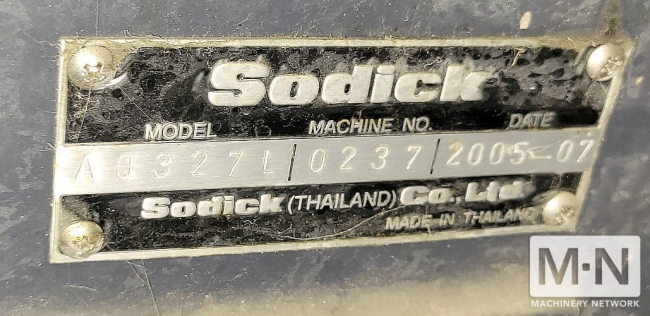 Sodick
MODEL MACHINE NO. DATE
A0327L 0237 2005-07
Sodick (THAILAND) Co., Ltd.
MADE IN THAILAND
M·N
MACHINERY NETWORK